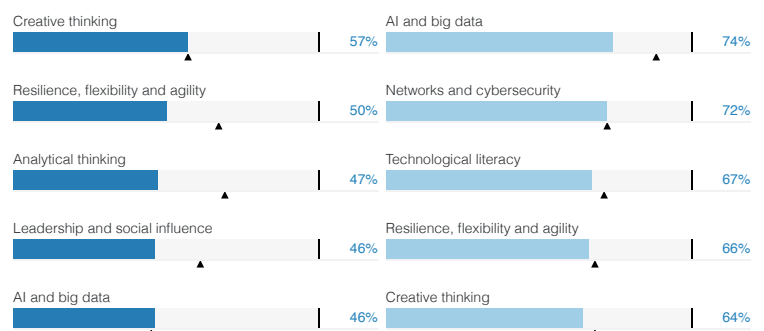 Creative thinking
57%
Resilience, flexibility and agility
50%
Analytical thinking
47%
Leadership and social influence
46%
AI and big data
46%
AI and big data
74%
Networks and cybersecurity
72%
Technological literacy
67%
Resilience, flexibility and agility
66%
Creative thinking
64%